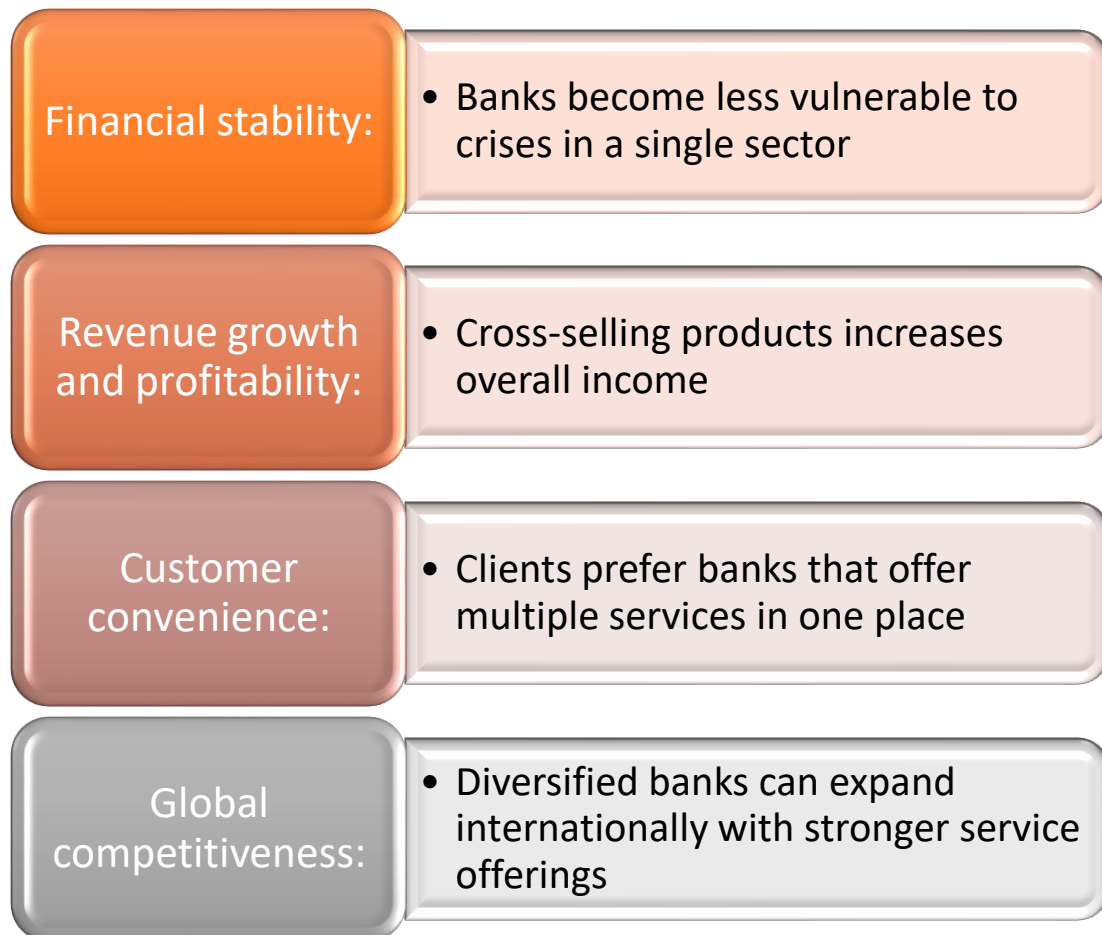 Financial stability:
• Banks become less vulnerable to
crises in a single sector
Revenue growth
and profitability:
• Cross-selling products increases
overall income
Customer
convenience:
• Clients prefer banks that offer
multiple services in one place
Global
competitiveness:
• Diversified banks can expand
internationally with stronger service
offerings